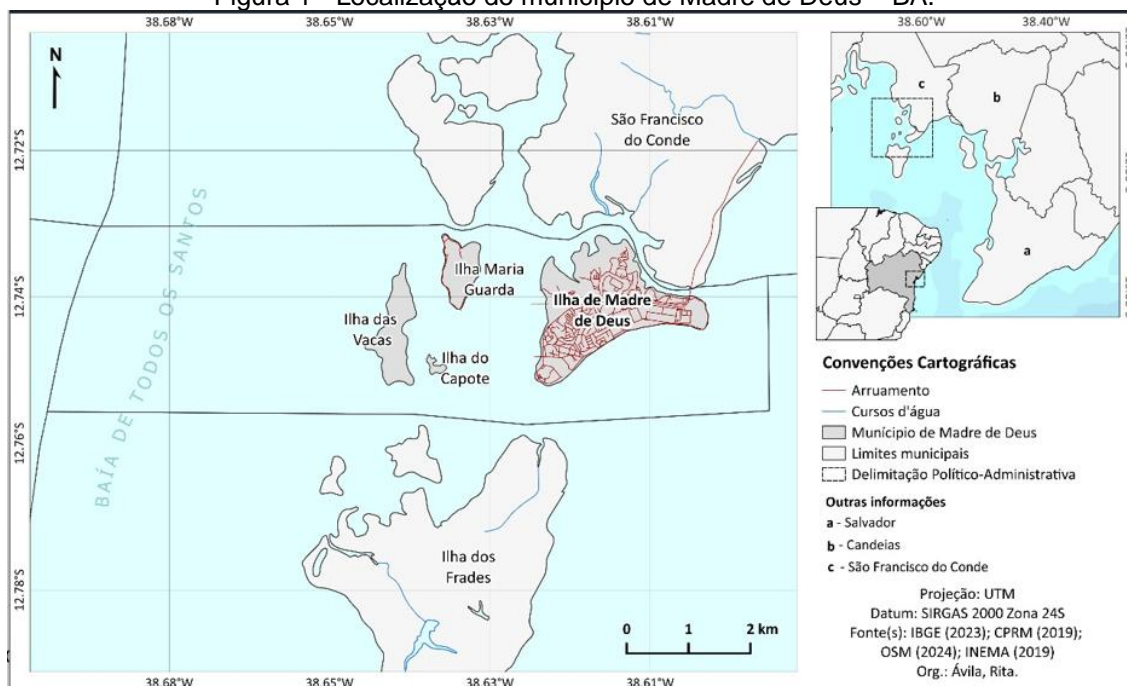 Figura 1 - Localização do município de Madre de Deus – BA.
38.68°W 38.65°W 38.63°W 38.61°W
38.60°W 38.40°W
N
São Francisco
do Conde
12.72°S
BAÍA DE TODOS OS SANTOS
Ilha Maria
Guarda
12.74°S
Ilha de Madre
de Deus
Ilha das
Vacas
Ilha do
Capote
12.76°S
Ilha dos
Frades
12.78°S
0 1 2 km
38.68°W 38.65°W 38.63°W 38.61°W
c
b
a
Convenções Cartográficas
Arruamento
Cursos d'água
Munícipio de Madre de Deus
Limites municipais
Delimitação Político-Administrativa
Outras informações
a - Salvador
b - Candeias
c - São Francisco do Conde
Projeção: UTM
Datum: SIRGAS 2000 Zona 24S
Fonte(s): IBGE (2023); CPRM (2019);
OSM (2024); INEMA (2019)
Org.: Ávila, Rita.